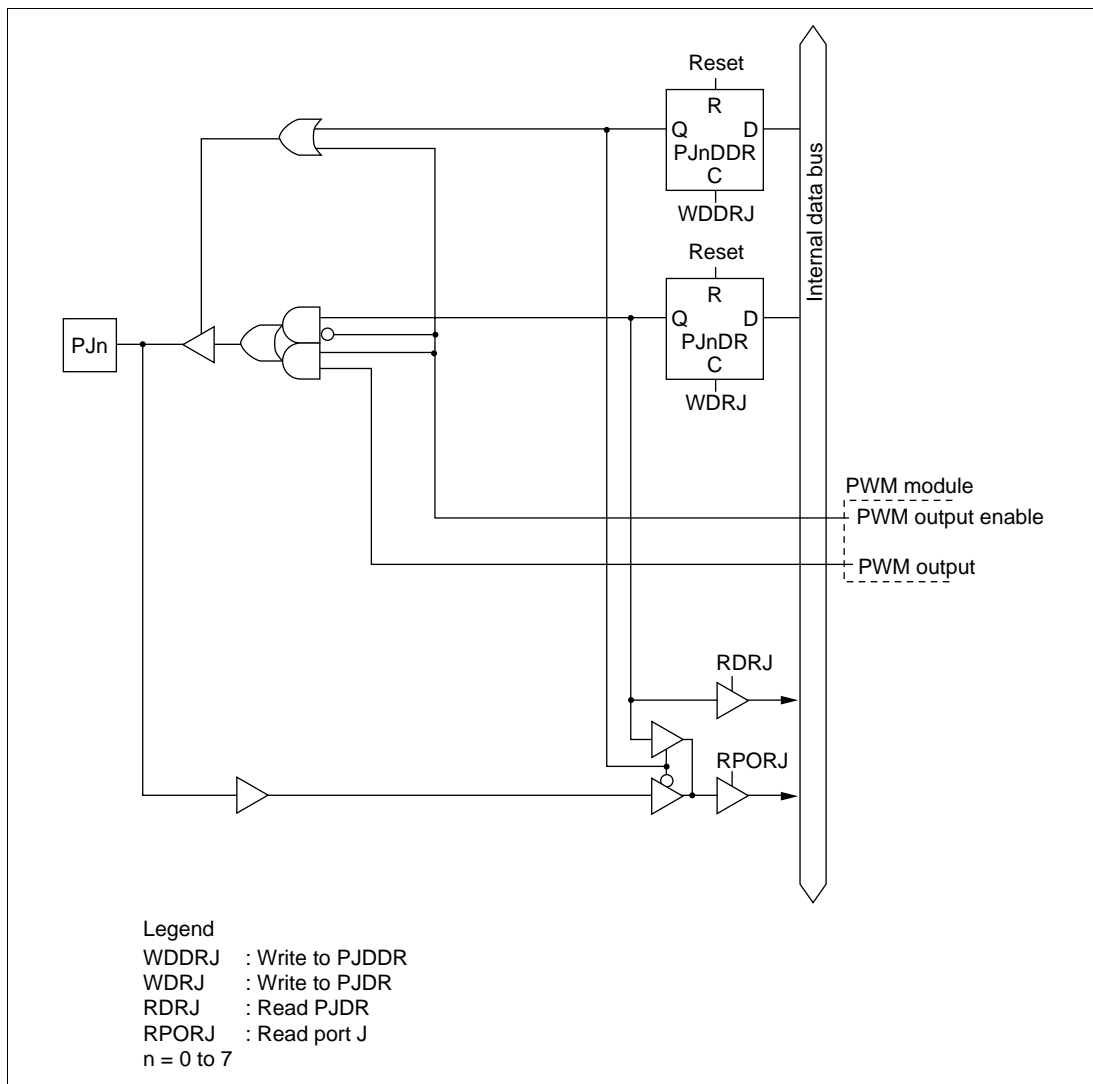 Reset
R
Q D
PJnDDR
C
WDDRJ
Internal data bus
Reset
R
Q D
PJnDR
C
WDRJ
PJn
PWM module
PWM output enable
PWM output
RDRJ
RPORJ
Legend
WDDRJ : Write to PJDDR
WDRJ : Write to PJDR
RDRJ : Read PJDR
RPORJ : Read port J
n = 0 to 7